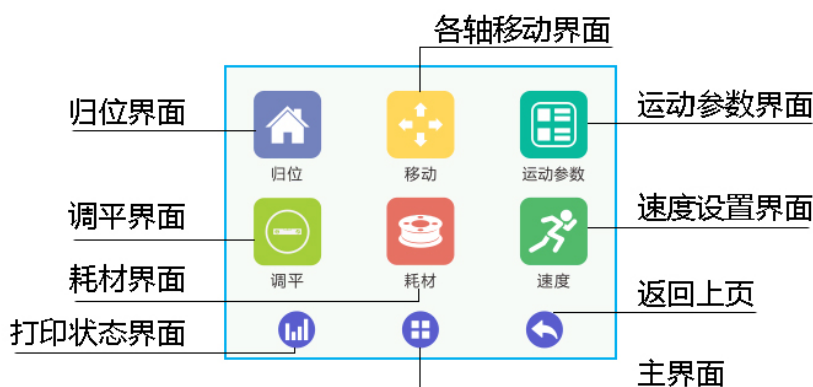 各轴移动界面
归位界面
运动参数界面
归位
移动
运动参数
调平界面
速度设置界面
调平
耗材
速度
耗材界面
返回上页
打印状态界面
主界面